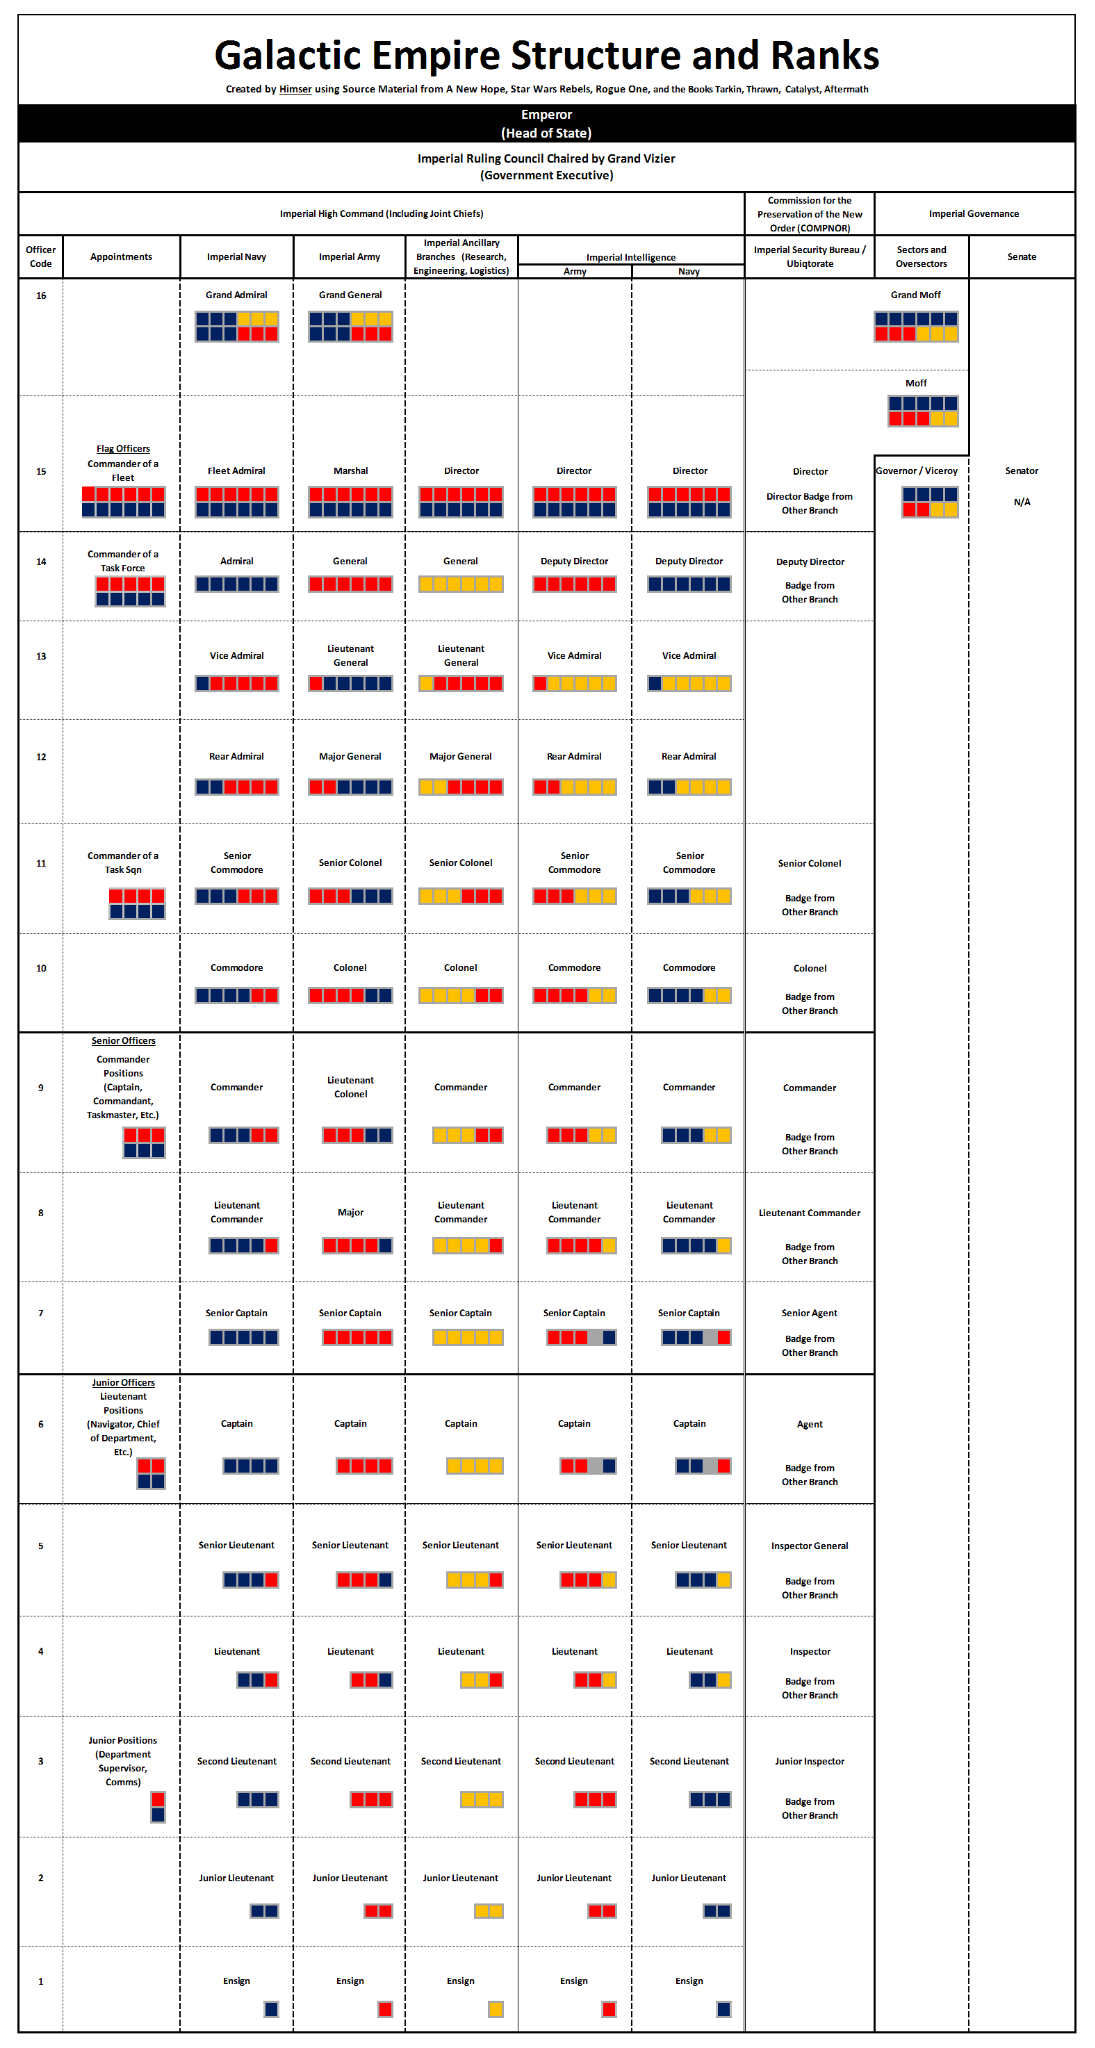 Galactic Empire Structure and Ranks
Created by Himser using Source Material from A New Hope, Star Wars Rebels, Rogue One, and the Books Tarkin, Thrawn, Catalyst, Aftermath
Emperor
(Head of State)
Imperial Ruling Council Chaired by Grand Vizier
(Government Executive)
Imperial High Command (Including Joint Chiefs)
Commission for the
Preservation of the New
Order (COMPNOR)
Imperial Governance
Officer
Code
Appointments
Imperial Navy
Imperial Army
Imperial Ancillary
Branches (Research,
Engineering, Logistics)
Imperial Intelligence
Army
Navy
Imperial Security Bureau /
Ubiqtorate
Sectors and
Oversectors
Senate
16
Grand Admiral
Grand General
Grand Moff
Moff
15
Flag Officers
Commander of a
Fleet
Fleet Admiral
Marshal
Director
Director
Director
Director
Director Badge from
Other Branch
Governor / Viceroy
Senator
N/A
14
Commander of a
Task Force
Admiral
General
General
Deputy Director
Deputy Director
Deputy Director
Badge from
Other Branch
13
Vice Admiral
Lieutenant
General
Lieutenant
General
Vice Admiral
Vice Admiral
12
Rear Admiral
Major General
Major General
Rear Admiral
Rear Admiral
11
Commander of a
Task Sqn
Senior
Commodore
Senior Colonel
Senior Colonel
Senior
Commodore
Senior
Commodore
Senior Colonel
Badge from
Other Branch
10
Commodore
Colonel
Colonel
Commodore
Commodore
Colonel
Badge from
Other Branch
9
Senior Officers
Commander
Positions
(Captain,
Commandant,
Taskmaster, Etc.)
Commander
Lieutenant
Colonel
Commander
Commander
Commander
Commander
Badge from
Other Branch
8
Lieutenant
Commander
Major
Lieutenant
Commander
Lieutenant
Commander
Lieutenant
Commander
Lieutenant Commander
Badge from
Other Branch
7
Senior Captain
Senior Captain
Senior Captain
Senior Captain
Senior Captain
Senior Agent
Badge from
Other Branch
6
Junior Officers
Lieutenant
Positions
(Navigator, Chief
of Department,
Etc.)
Captain
Captain
Captain
Captain
Captain
Agent
Badge from
Other Branch
5
Senior Lieutenant
Senior Lieutenant
Senior Lieutenant
Senior Lieutenant
Senior Lieutenant
Inspector General
Badge from
Other Branch
4
Lieutenant
Lieutenant
Lieutenant
Lieutenant
Lieutenant
Inspector
Badge from
Other Branch
3
Junior Positions
(Department
Supervisor,
Comms)
Second Lieutenant
Second Lieutenant
Second Lieutenant
Second Lieutenant
Second Lieutenant
Junior Inspector
Badge from
Other Branch
2
Junior Lieutenant
Junior Lieutenant
Junior Lieutenant
Junior Lieutenant
Junior Lieutenant
1
Ensign
Ensign
Ensign
Ensign
Ensign